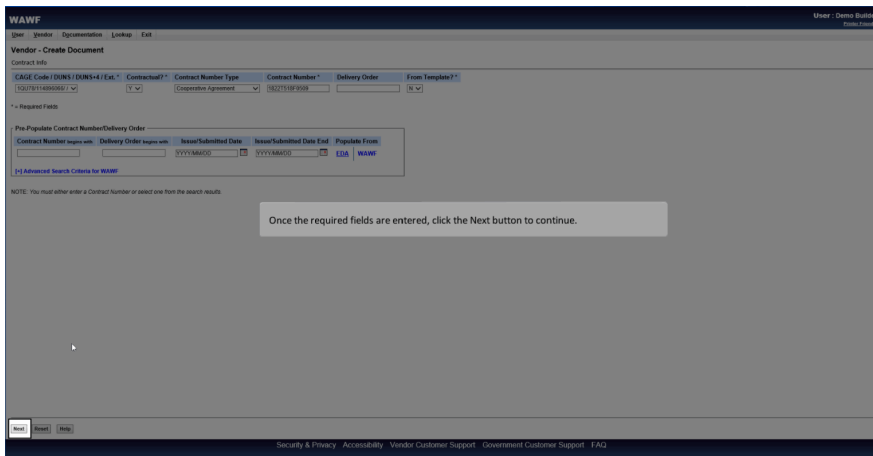 WAWF
User : Demo Builde
Printer Friend
User Vendor Documentation Lookup Exit
Vendor - Create Document
Contract Info
CAGE Code / DUNS / DUNS+4 / Ext. * Contractual? * Contract Number Type Contract Number * Delivery Order From Template? *
Y Cooperative Agreement N
* = Required Fields
Pre-Populate Contract Number/Delivery Order
Contract Number begins with Delivery Order begins with Issue/Submitted Date Issue/Submitted Date End Populate From
YYYY/MM/DD YYYY/MM/DD EDA WAWF
[+] Advanced Search Criteria for WAWF
NOTE: You must either enter a Contract Number or select one from the search results.
Once the required fields are entered, click the Next button to continue.
Next Reset Help
Security & Privacy Accessibility Vendor Customer Support Government Customer Support FAQ